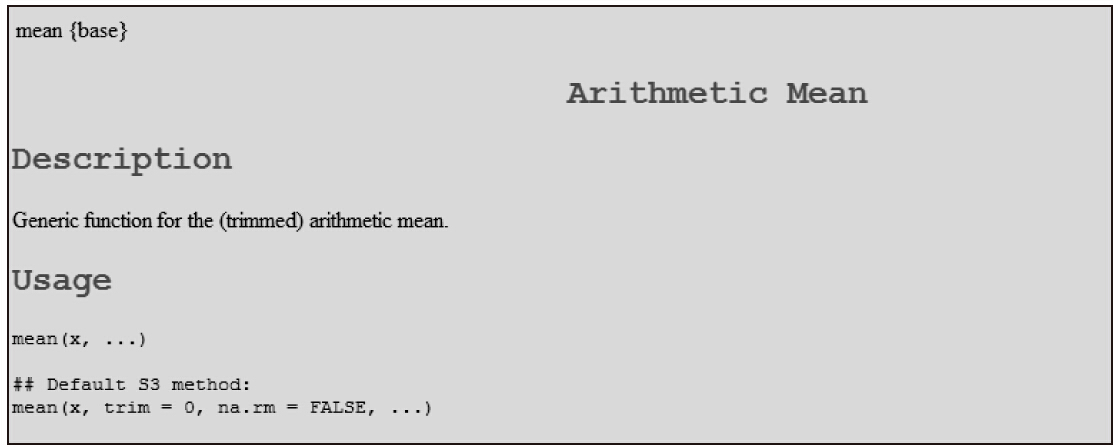 mean {base}
Arithmetic Mean
Description
Generic function for the (trimmed) arithmetic mean.
Usage
mean(x, ...)
## Default S3 method:
mean(x, trim = 0, na.rm = FALSE, ...)